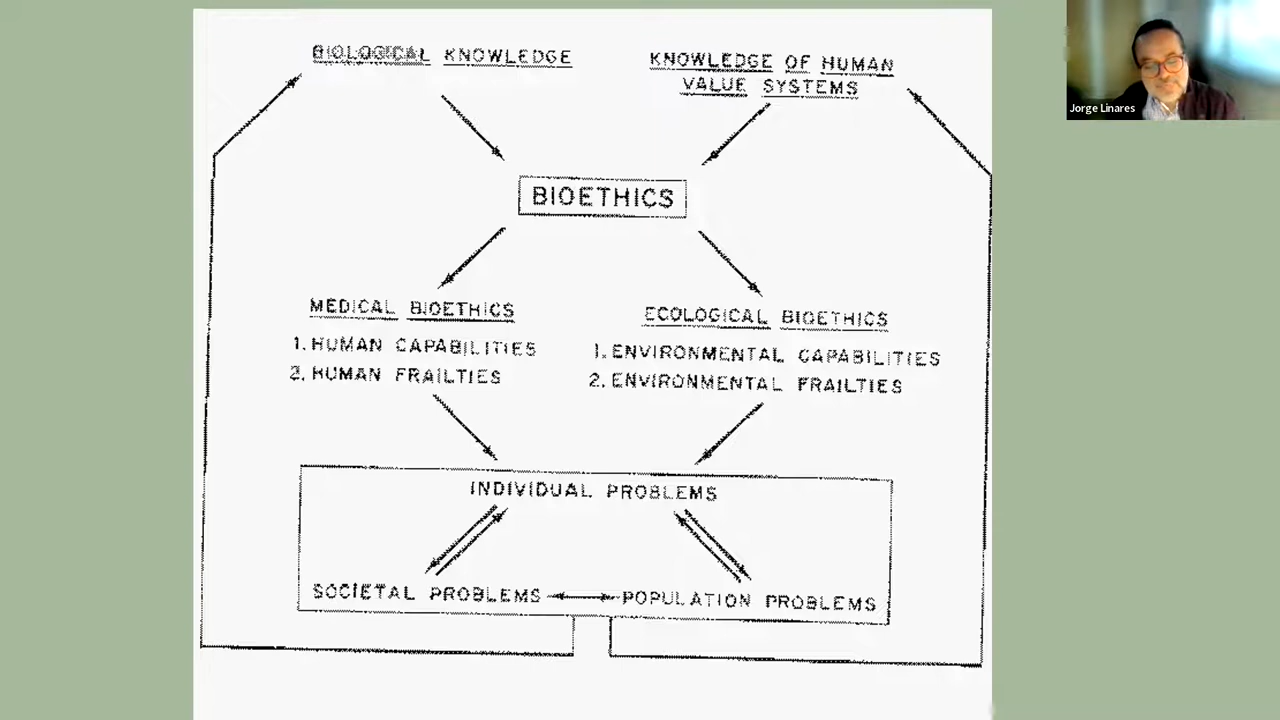 BIOLOGICAL KNOWLEDGE
KNOWLEDGE OF HUMAN
VALUE SYSTEMS
BIOETHICS
MEDICAL BIOETHICS
1. HUMAN CAPABILITIES
2. HUMAN FRAILTIES
ECOLOGICAL BIOETHICS
1. ENVIRONMENTAL CAPABILITIES
2. ENVIRONMENTAL FRAILTIES
INDIVIDUAL PROBLEMS
SOCIETAL PROBLEMS
POPULATION PROBLEMS
Jorge Linares